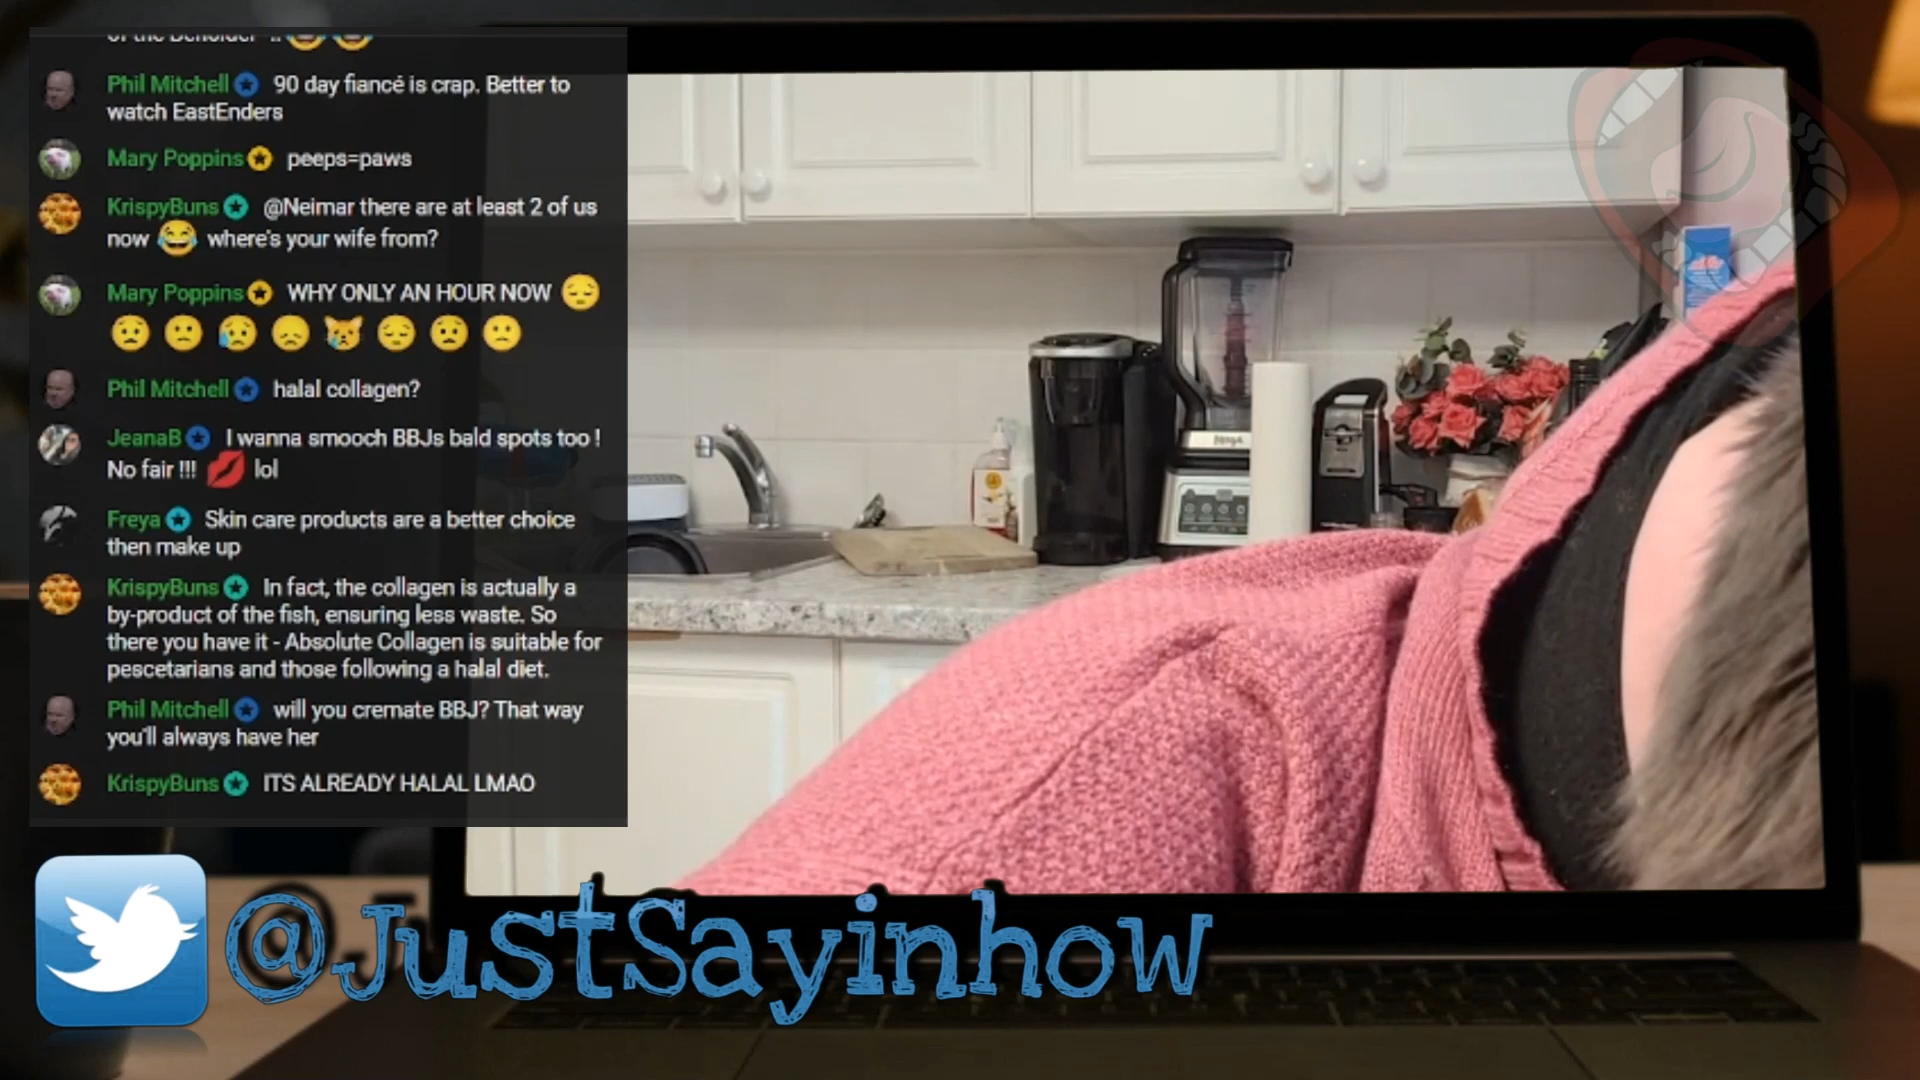 of the Beholder" .. 😂 😂
Phil Mitchell 90 day fiancé is crap. Better to
watch EastEnders
Mary Poppins peeps=paws
KrispyBuns @Neimar there are at least 2 of us
now 😂 where's your wife from?
Mary Poppins WHY ONLY AN HOUR NOW 😔
😟 🙁 😥 😞 😿 😔 😟 🙁
Phil Mitchell halal collagen?
JeanaB I wanna smooch BBJs bald spots too !
No fair !!! 💋 lol
Freya Skin care products are a better choice
then make up
KrispyBuns In fact, the collagen is actually a
by-product of the fish, ensuring less waste. So
there you have it - Absolute Collagen is suitable for
pescetarians and those following a halal diet.
Phil Mitchell will you cremate BBJ? That way
you'll always have her
KrispyBuns ITS ALREADY HALAL LMAO
Ninja
@JustSayinhow